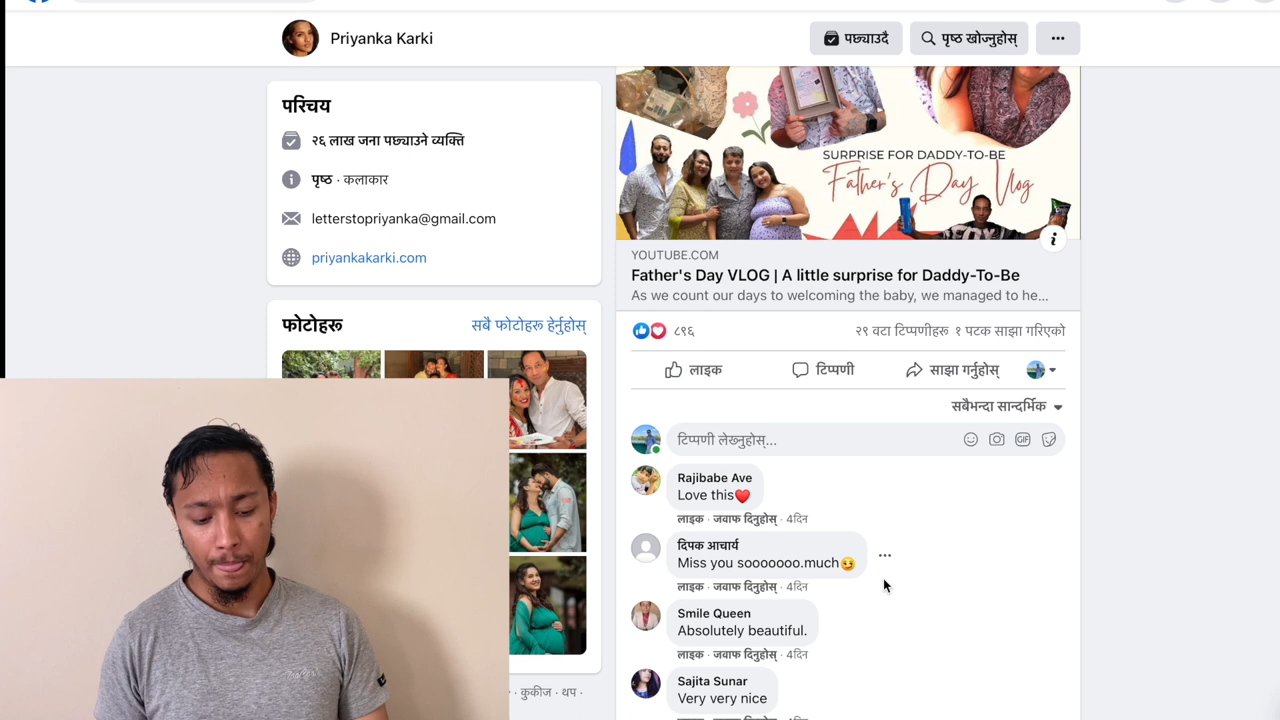 Priyanka Karki
पछ्याउदै
पृष्ठ खोज्नुहोस्
परिचय
२६ लाख जना पछ्याउने व्यक्ति
पृष्ठ · कलाकार
letterstopriyanka@gmail.com
priyankakarki.com
फोटोहरू
सबै फोटोहरू हेर्नुहोस्
· कुकीज · थप ·
SURPRISE FOR DADDY-TO-BE
Father's Day Vlog
YOUTUBE.COM
Father's Day VLOG | A little surprise for Daddy-To-Be
As we count our days to welcoming the baby, we managed to he...
८९६
२९ वटा टिप्पणीहरू १ पटक साझा गरिएको
लाइक
टिप्पणी
साझा गर्नुहोस्
सबैभन्दा सान्दर्भिक
टिप्पणी लेख्नुहोस्...
GIF
Rajibabe Ave
Love this❤️
लाइक · जवाफ दिनुहोस् · 4दिन
दिपक आचार्य
Miss you sooooooo.much😏
लाइक · जवाफ दिनुहोस् · 4दिन
Smile Queen
Absolutely beautiful.
लाइक · जवाफ दिनुहोस् · 4दिन
Sajita Sunar
Very very nice